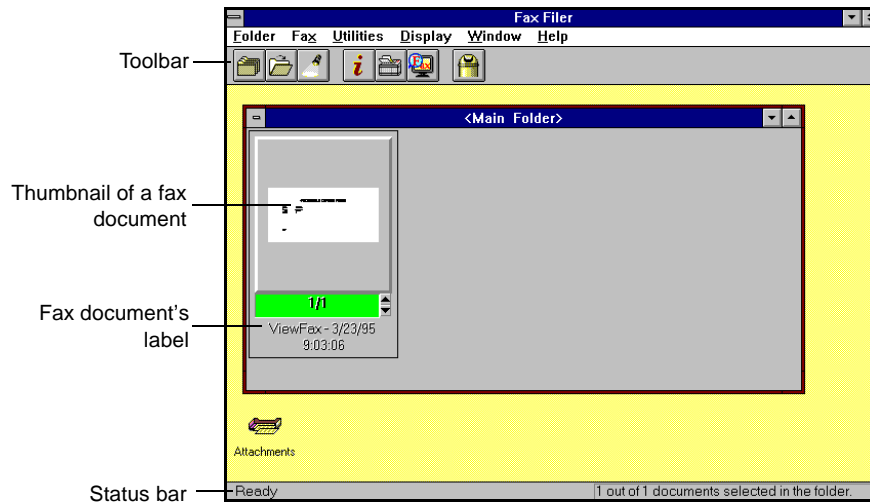 Fax Filer
Folder Fax Utilities Display Window Help
Toolbar
i
Fax
<Main Folder>
Thumbnail of a fax
document
1/1
Fax document's
label
ViewFax - 3/23/95
9:03:06
Attachments
Status bar
Ready
1 out of 1 documents selected in the folder.